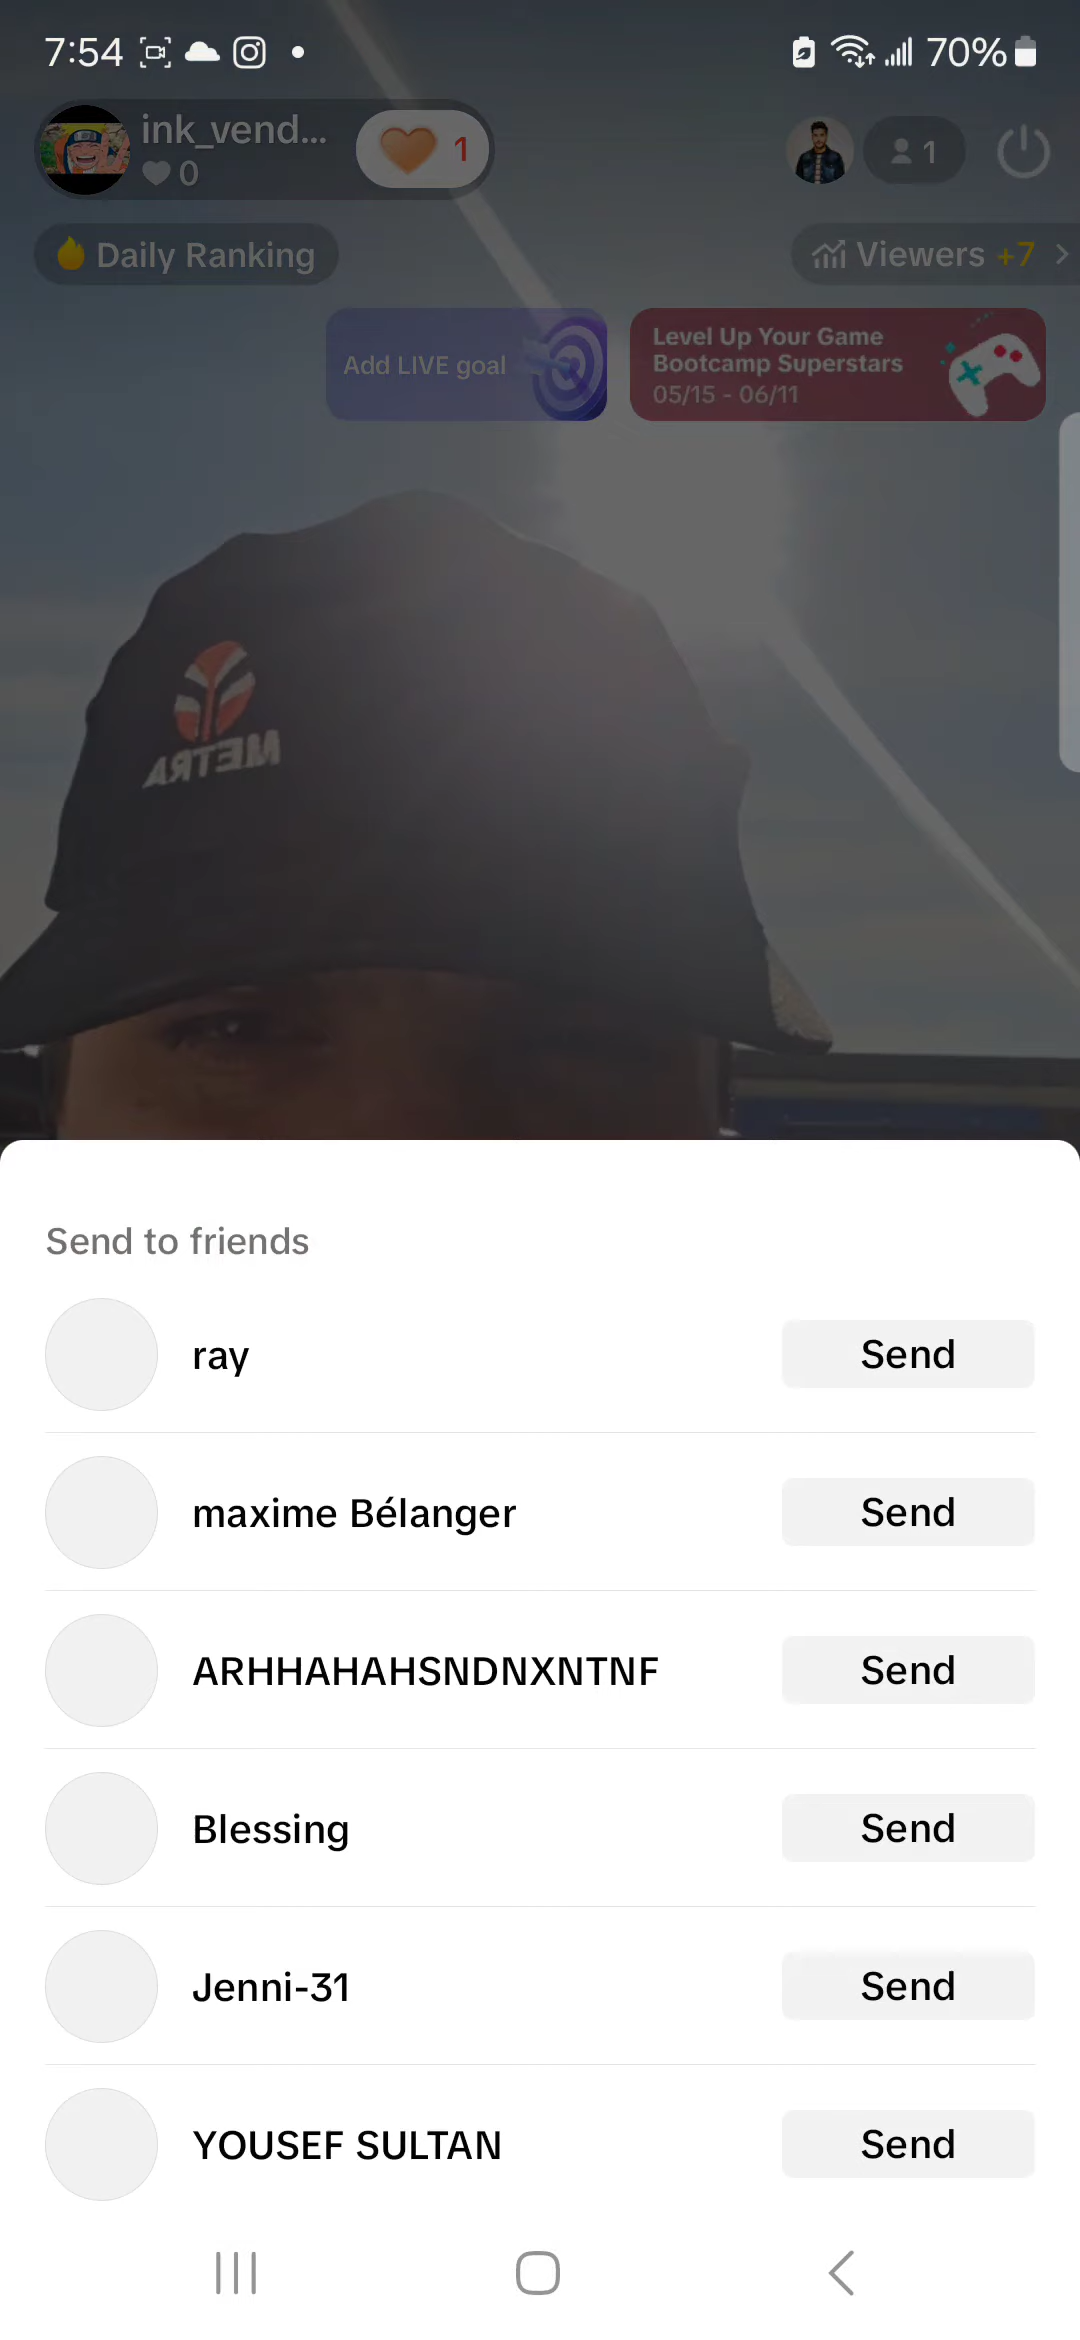 7:54
70%
ink_vend...
1
0
1
Daily Ranking
Viewers +7
Add LIVE goal
Level Up Your Game
Bootcamp Superstars
05/15 - 06/11
METRA
Send to friends
ray
Send
maxime Bélanger
Send
ARHHAHAHSNDNXNTNF
Send
Blessing
Send
Jenni-31
Send
YOUSEF SULTAN
Send